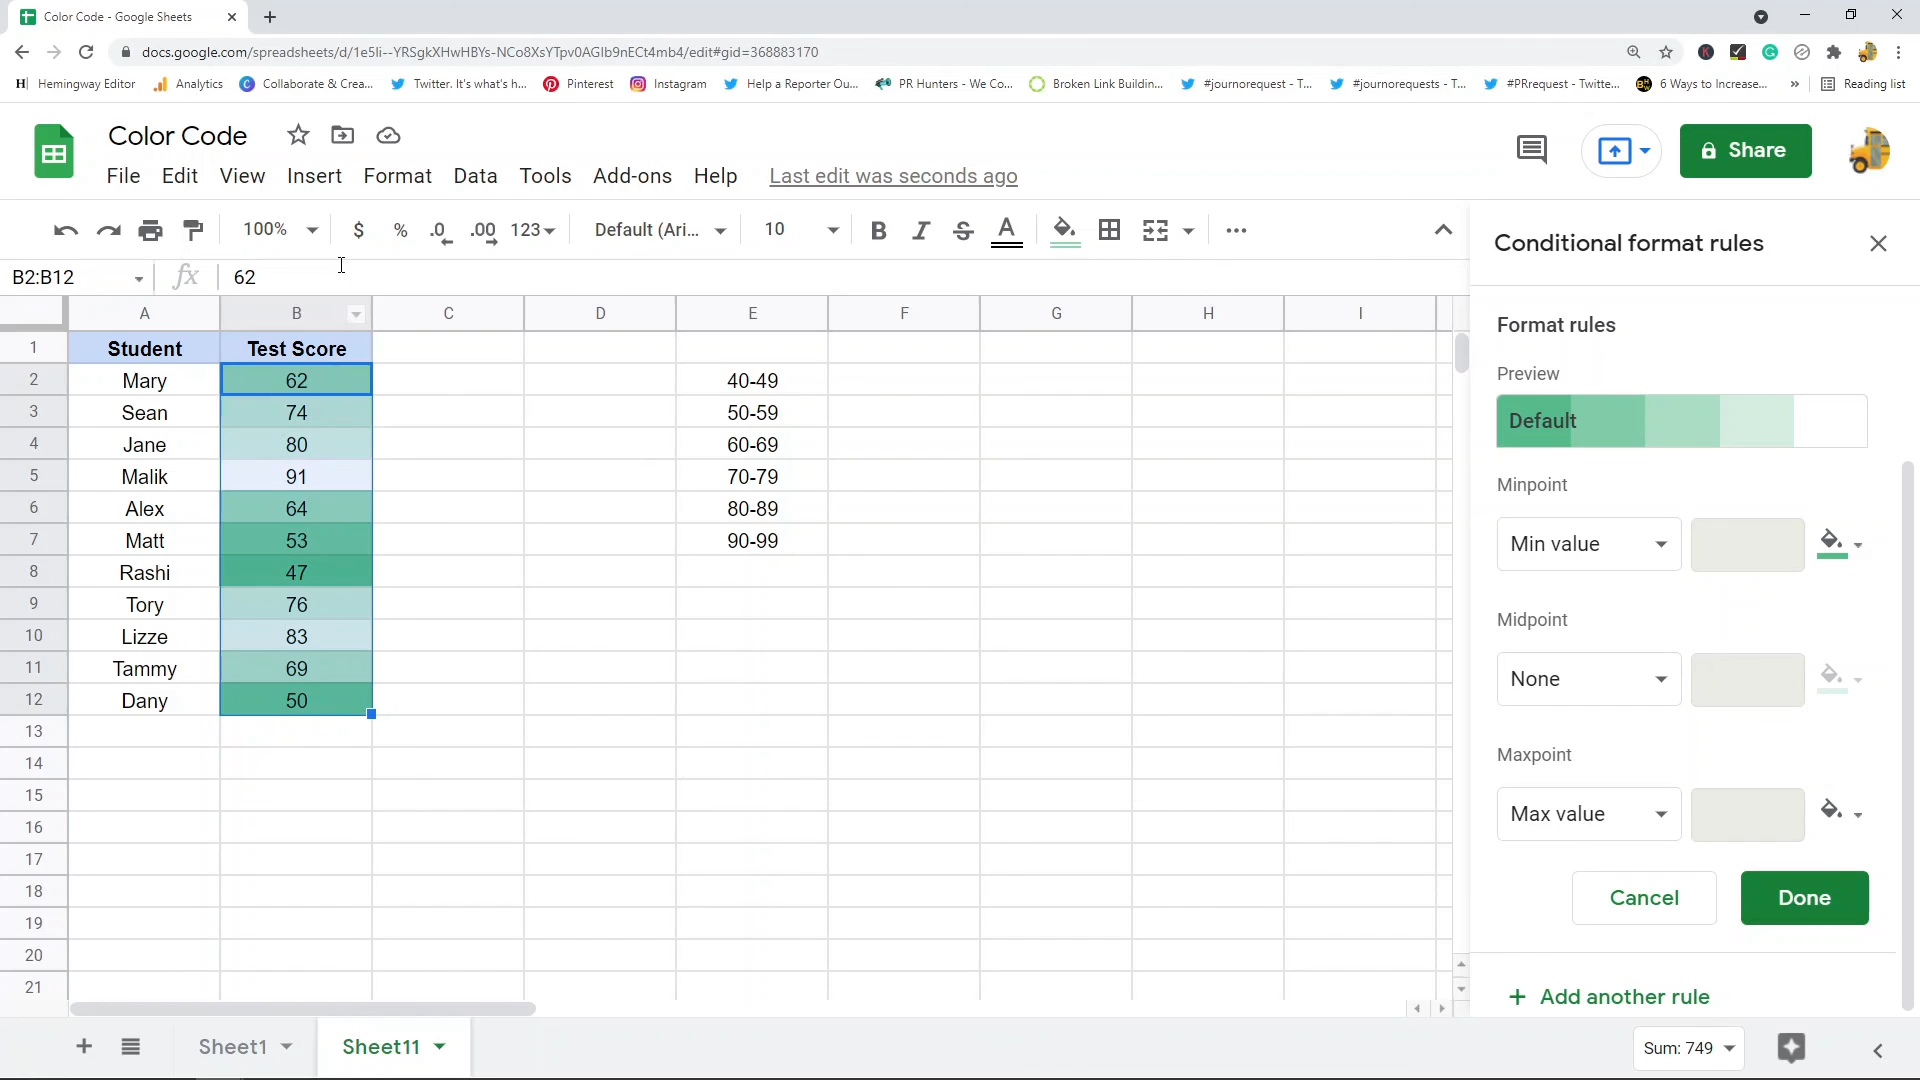 Color Code - Google Sheets
docs.google.com/spreadsheets/d/1e5li--YRSgkXHwHBYs-NCo8XsYTpv0AGlb9nECt4mb4/edit#gid=368883170
Hemingway Editor Analytics Collaborate & Crea... Twitter. It's what's h... Pinterest Instagram Help a Reporter Ou... PR Hunters - We Co... Broken Link Buildin... #journorequest - T... #journorequests - T... #PRrequest - Twitte... 6 Ways to Increase... » Reading list
Color Code
Share
File Edit View Insert Format Data Tools Add-ons Help Last edit was seconds ago
100% $ % .0 .00 123 Default (Ari... 10 B I S A
Conditional format rules
B2:B12 fx 62
A B C D E F G H I
1 Student Test Score
2 Mary 62 40-49
3 Sean 74 50-59
4 Jane 80 60-69
5 Malik 91 70-79
6 Alex 64 80-89
7 Matt 53 90-99
8 Rashi 47
9 Tory 76
10 Lizze 83
11 Tammy 69
12 Dany 50
13
14
15
16
17
18
19
20
21
Format rules
Preview
Default
Minpoint
Min value
Midpoint
None
Maxpoint
Max value
Cancel Done
+ Add another rule
Sheet1 Sheet11 Sum: 749